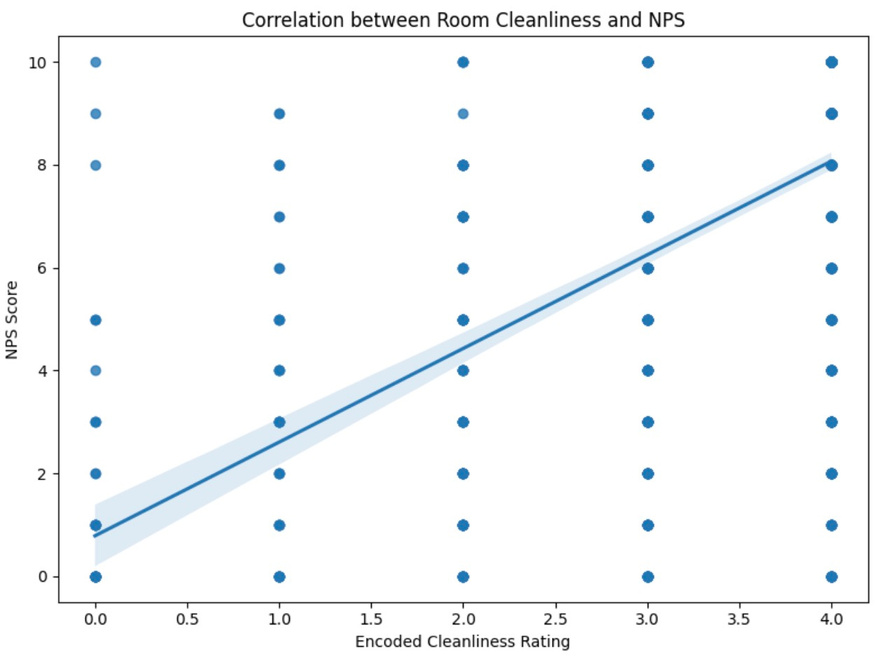 Correlation between Room Cleanliness and NPS
10
8
6
4
2
0
NPS Score
0.0 0.5 1.0 1.5 2.0 2.5 3.0 3.5 4.0
Encoded Cleanliness Rating